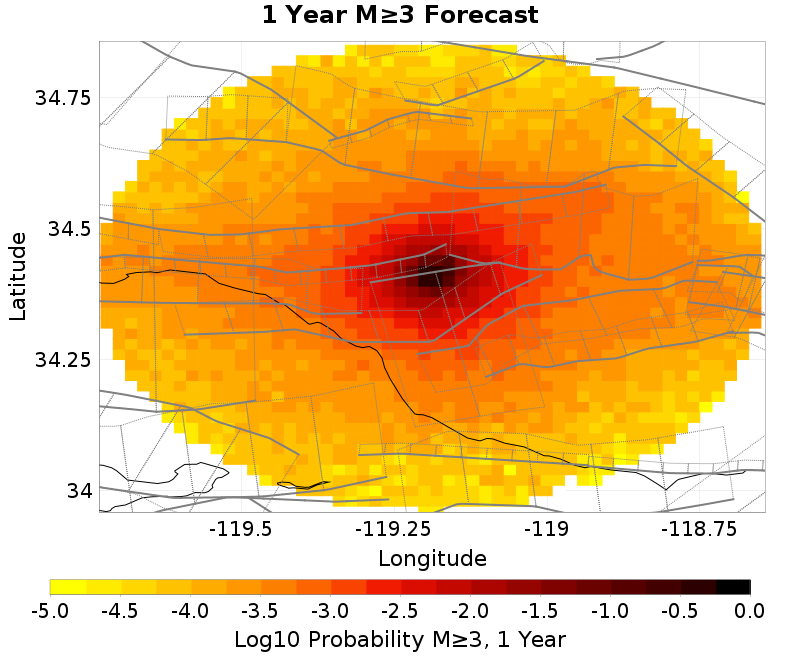 1 Year M≥3 Forecast
34.75
34.5
34.25
34
Latitude
-119.5 -119.25 -119 -118.75
Longitude
-5.0 -4.5 -4.0 -3.5 -3.0 -2.5 -2.0 -1.5 -1.0 -0.5 0.0
Log10 Probability M≥3, 1 Year